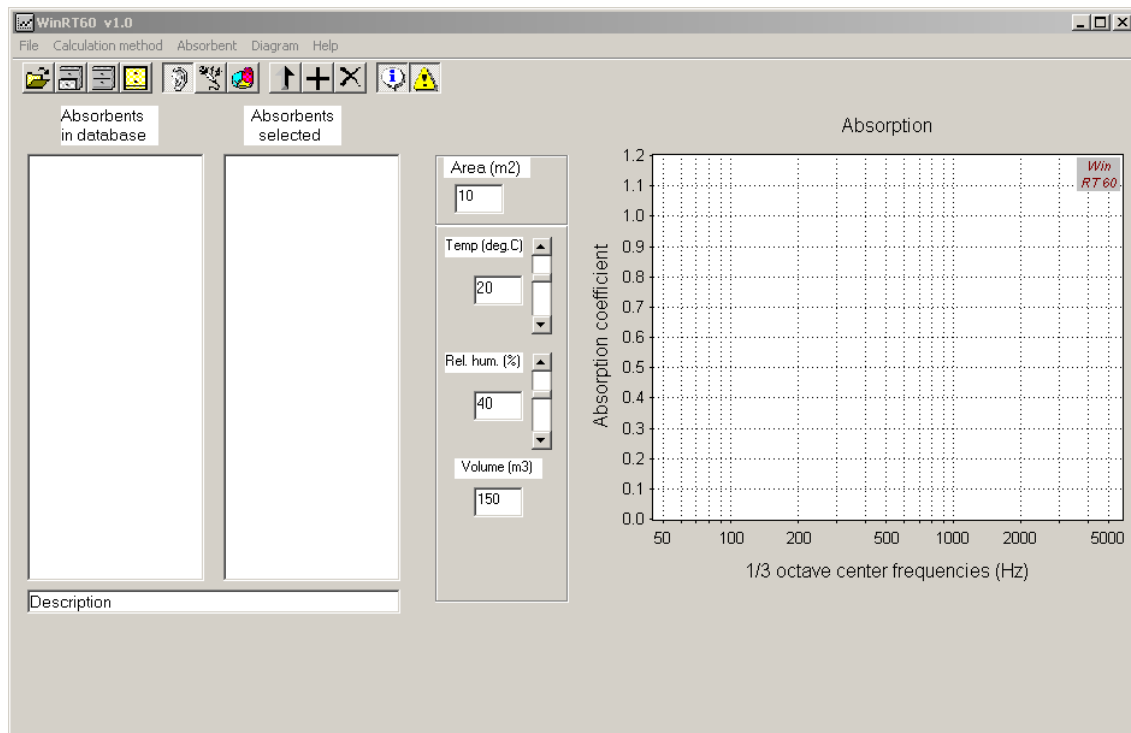 WinRT60 v1.0
File Calculation method Absorbent Diagram Help
Absorbents
in database
Absorbents
selected
Area (m2)
10
Temp (deg.C)
20
Rel. hum. (%)
40
Volume (m3)
150
Description
Absorption
Win
RT60
Absorption coefficient
1.2
1.1
1.0
0.9
0.8
0.7
0.6
0.5
0.4
0.3
0.2
0.1
0.0
50 100 200 500 1000 2000 5000
1/3 octave center frequencies (Hz)